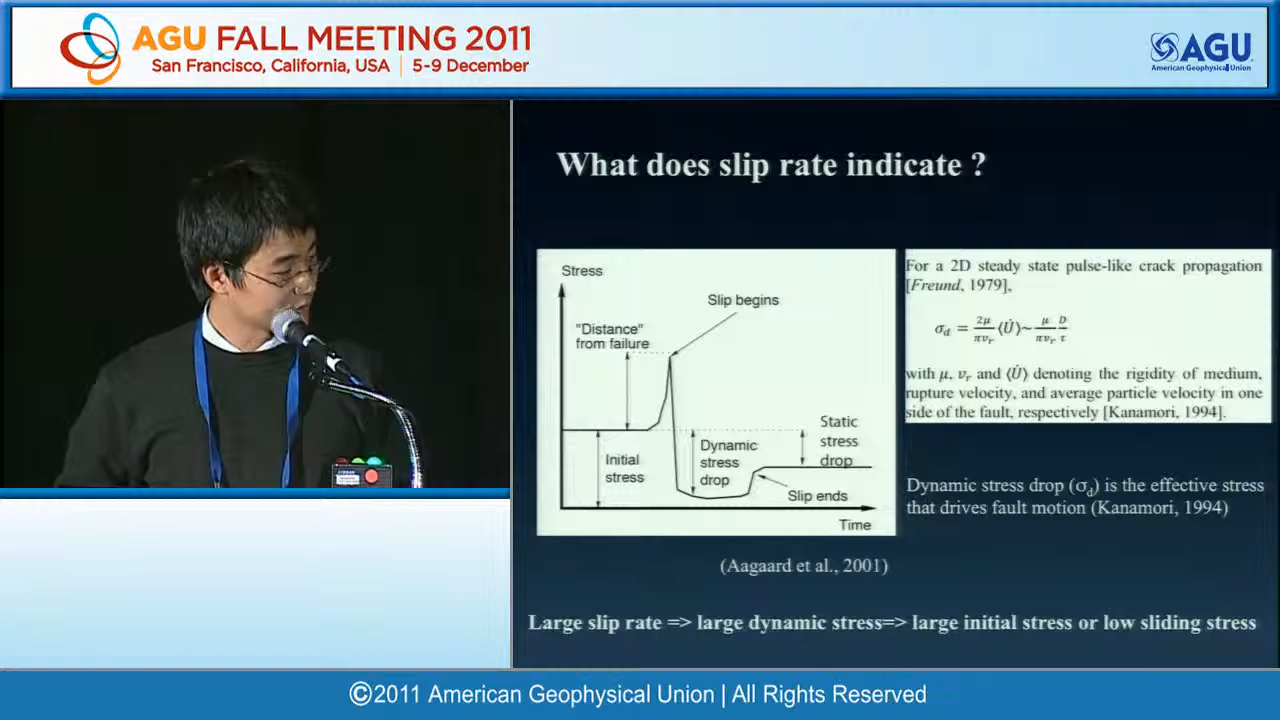 AGU FALL MEETING 2011
San Francisco, California, USA | 5-9 December
AGU
American Geophysical Union
What does slip rate indicate ?
Stress
Slip begins
"Distance"
from failure
Initial
stress
Dynamic
stress
drop
Static
stress
drop
Slip ends
Time
(Aagaard et al., 2001)
For a 2D steady state pulse-like crack propagation
[Freund, 1979],
σd = 2μ/πvr ⟨U̇⟩~ μ/πvr D/τ
with μ, vr and ⟨U̇⟩ denoting the rigidity of medium,
rupture velocity, and average particle velocity in one
side of the fault, respectively [Kanamori, 1994].
Dynamic stress drop (σd) is the effective stress
that drives fault motion (Kanamori, 1994)
Large slip rate => large dynamic stress=> large initial stress or low sliding stress
©2011 American Geophysical Union | All Rights Reserved